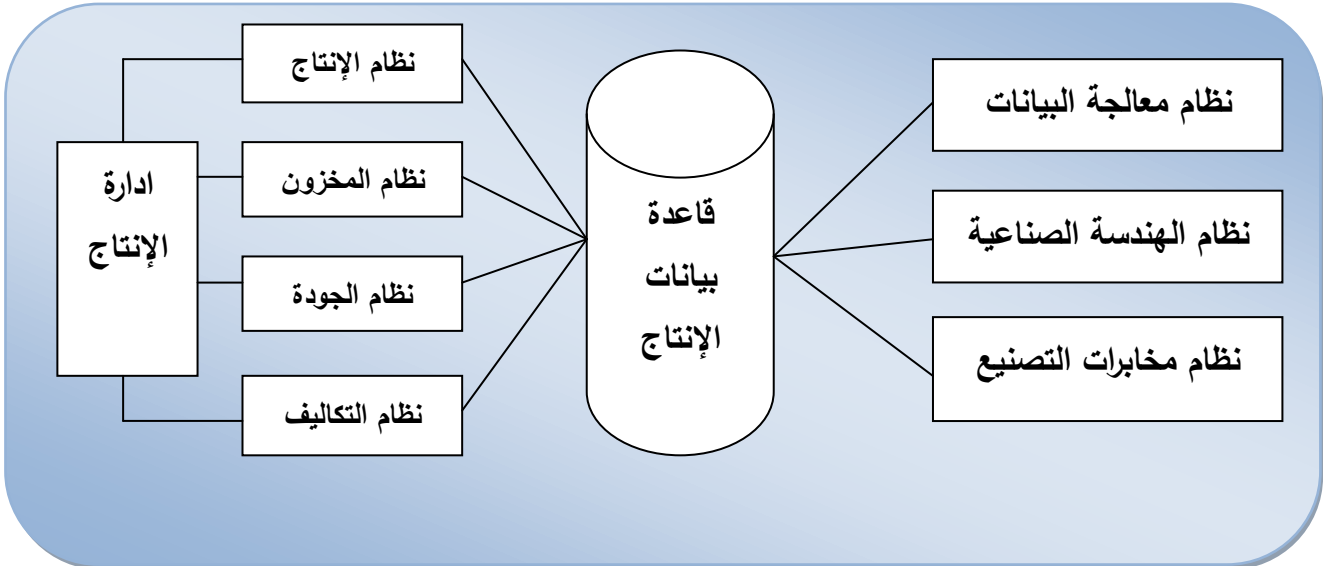 نظام معالجة البيانات
نظام الهندسة الصناعية
نظام مخابرات التصنيع
قاعدة
بيانات
الإنتاج
نظام الإنتاج
نظام المخزون
نظام الجودة
نظام التكاليف
ادارة
الإنتاج